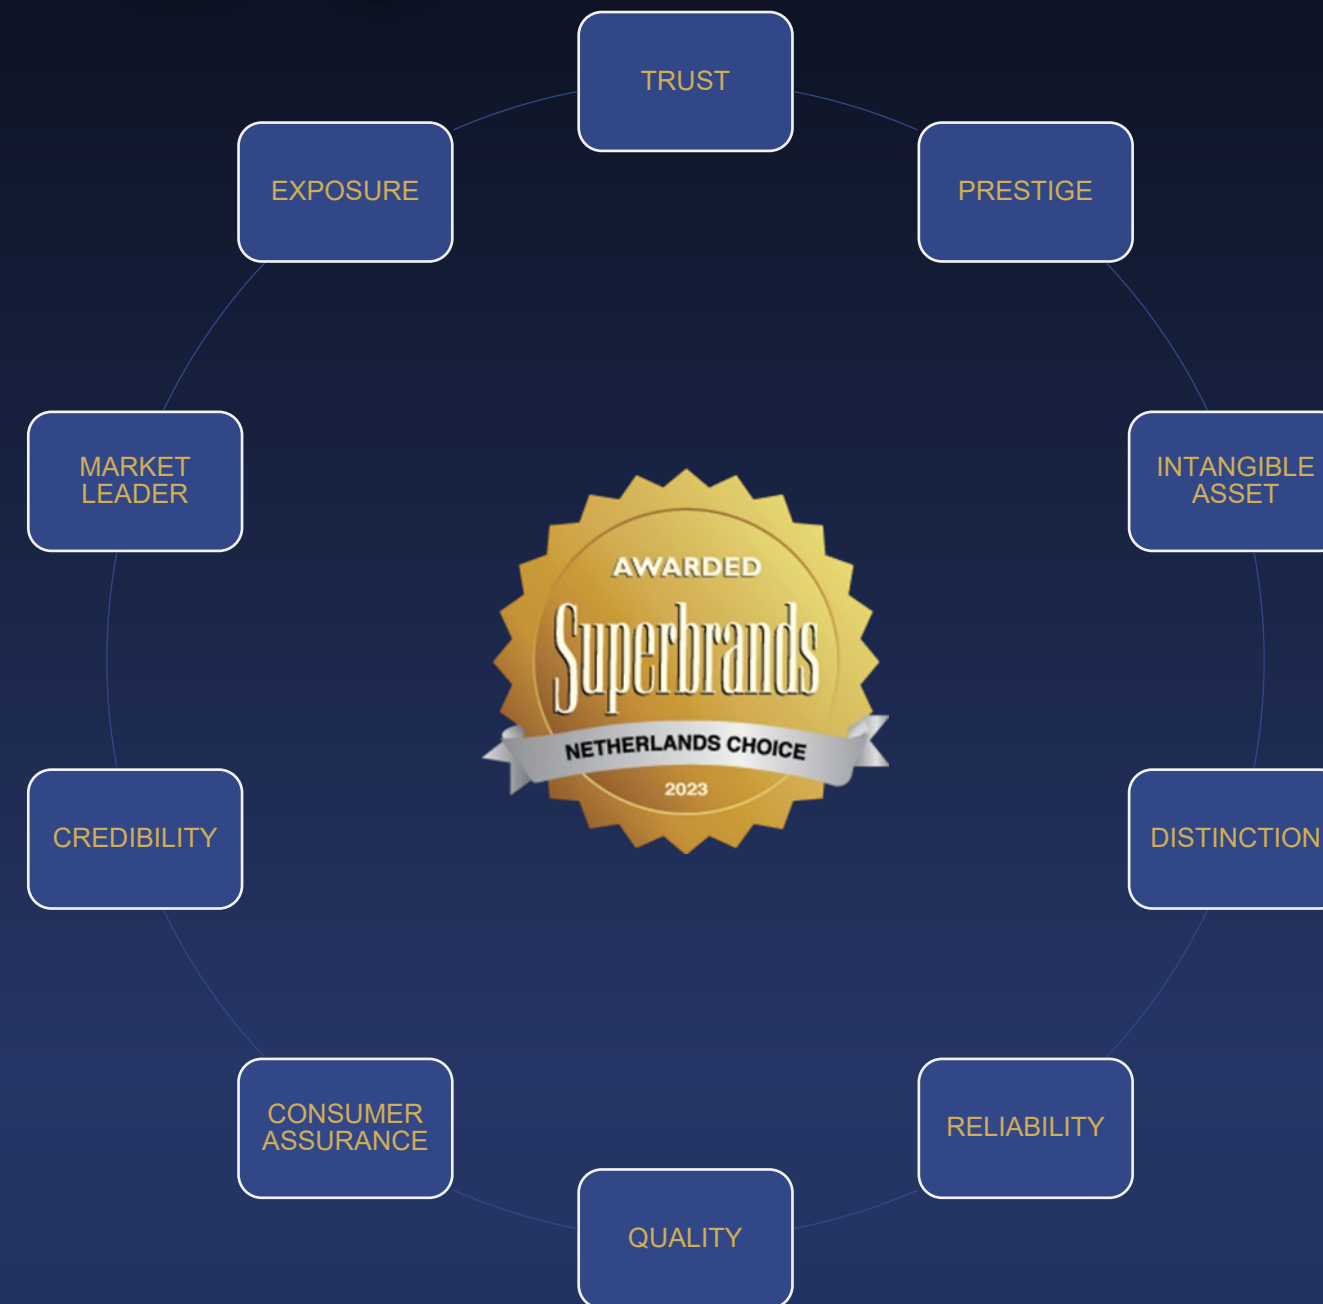 TRUST
EXPOSURE
PRESTIGE
MARKET
LEADER
INTANGIBLE
ASSET
AWARDED
Superbrands
NETHERLANDS CHOICE
2023
CREDIBILITY
DISTINCTION
CONSUMER
ASSURANCE
RELIABILITY
QUALITY